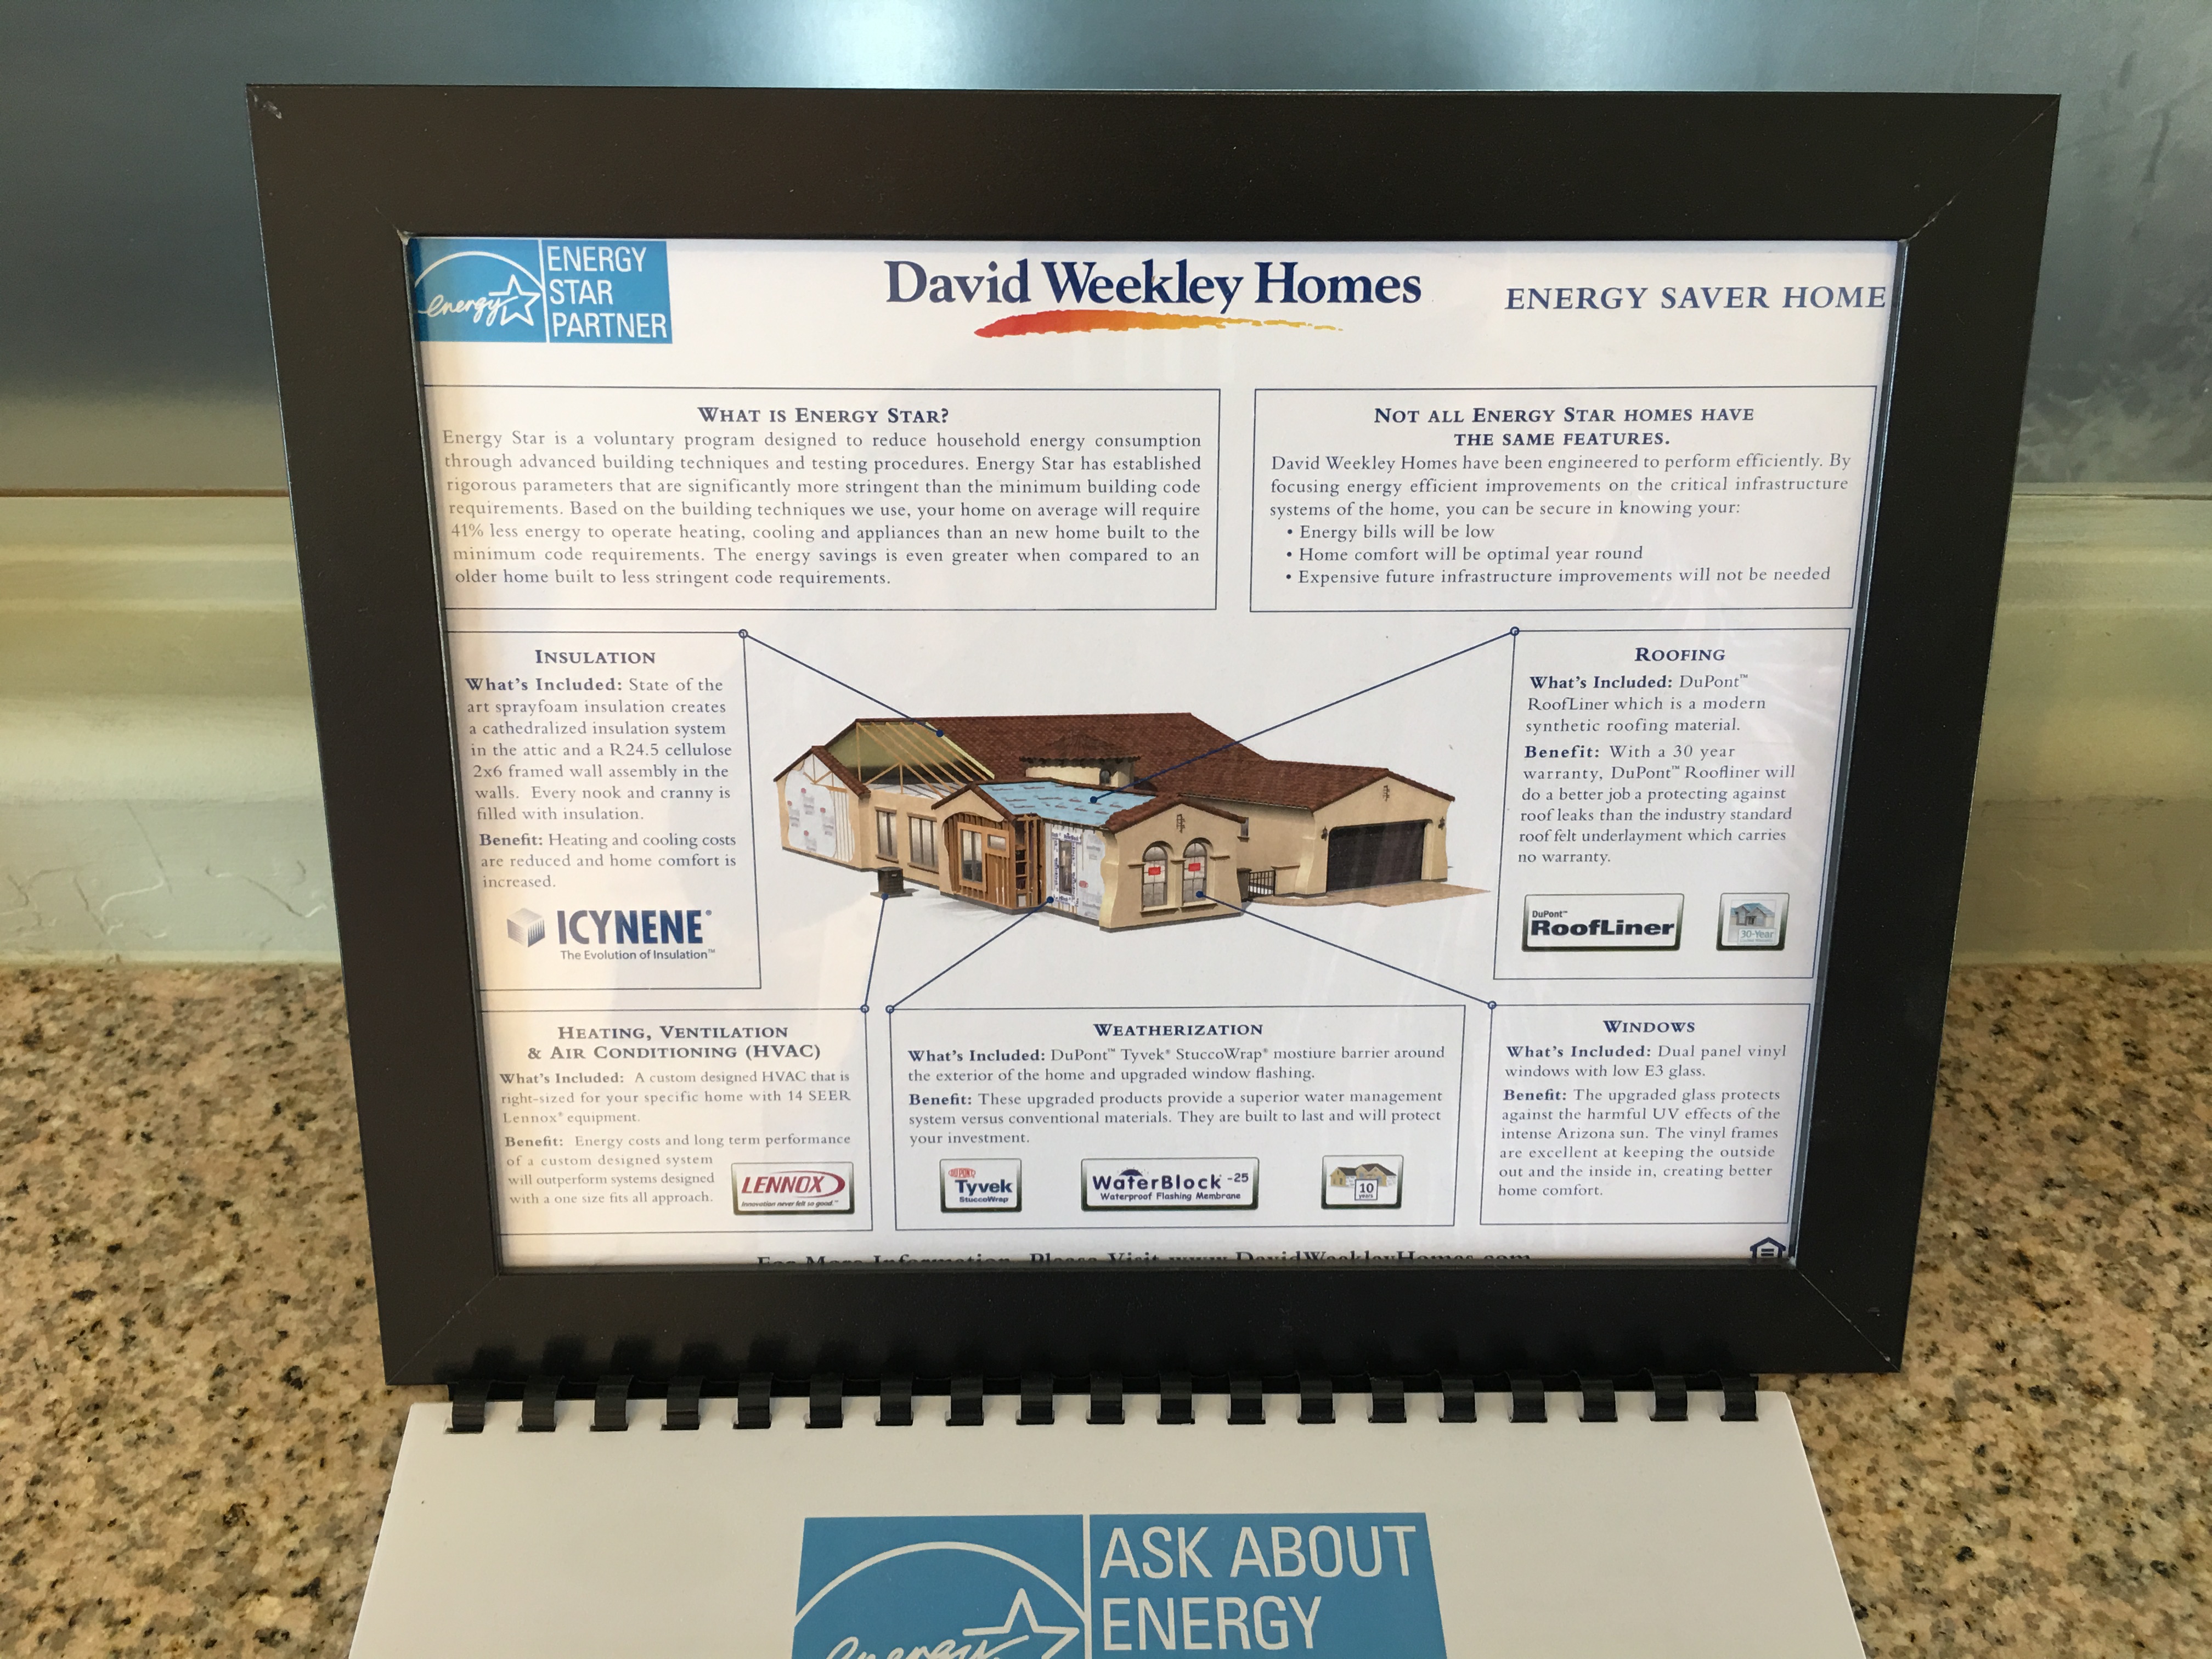 energy
ENERGY
STAR
PARTNER
David Weekley Homes
ENERGY SAVER HOME
WHAT IS ENERGY STAR?
Energy Star is a voluntary program designed to reduce household energy consumption
through advanced building techniques and testing procedures. Energy Star has established
rigorous parameters that are significantly more stringent than the minimum building code
requirements. Based on the building techniques we use, your home on average will require
41% less energy to operate heating, cooling and appliances than an new home built to the
minimum code requirements. The energy savings is even greater when compared to an
older home built to less stringent code requirements.
NOT ALL ENERGY STAR HOMES HAVE
THE SAME FEATURES.
David Weekley Homes have been engineered to perform efficiently. By
focusing energy efficient improvements on the critical infrastructure
systems of the home, you can be secure in knowing your:
• Energy bills will be low
• Home comfort will be optimal year round
• Expensive future infrastructure improvements will not be needed
INSULATION
What's Included: State of the
art sprayfoam insulation creates
a cathedralized insulation system
in the attic and a R24.5 cellulose
2x6 framed wall assembly in the
walls. Every nook and cranny is
filled with insulation.
Benefit: Heating and cooling costs
are reduced and home comfort is
increased.
ICYNENE®
The Evolution of Insulation™
ROOFING
What's Included: DuPont™
RoofLiner which is a modern
synthetic roofing material.
Benefit: With a 30 year
warranty, DuPont™ Roofliner will
do a better job a protecting against
roof leaks than the industry standard
roof felt underlayment which carries
no warranty.
DuPont™
RoofLiner
30-Year
HEATING, VENTILATION
& AIR CONDITIONING (HVAC)
What's Included: A custom designed HVAC that is
right-sized for your specific home with 14 SEER
Lennox® equipment.
Benefit: Energy costs and long term performance
of a custom designed system
will outperform systems designed
with a one size fits all approach.
LENNOX
Innovation never felt so good.™
WEATHERIZATION
What's Included: DuPont™ Tyvek® StuccoWrap® mostiure barrier around
the exterior of the home and upgraded window flashing.
Benefit: These upgraded products provide a superior water management
system versus conventional materials. They are built to last and will protect
your investment.
DUPONT
Tyvek
StuccoWrap
WaterBlock -25
Waterproof Flashing Membrane
10
years
WINDOWS
What's Included: Dual panel vinyl
windows with low E3 glass.
Benefit: The upgraded glass protects
against the harmful UV effects of the
intense Arizona sun. The vinyl frames
are excellent at keeping the outside
out and the inside in, creating better
home comfort.
For More Information, Please Visit www.DavidWeekleyHomes.com
energy
ASK ABOUT
ENERGY